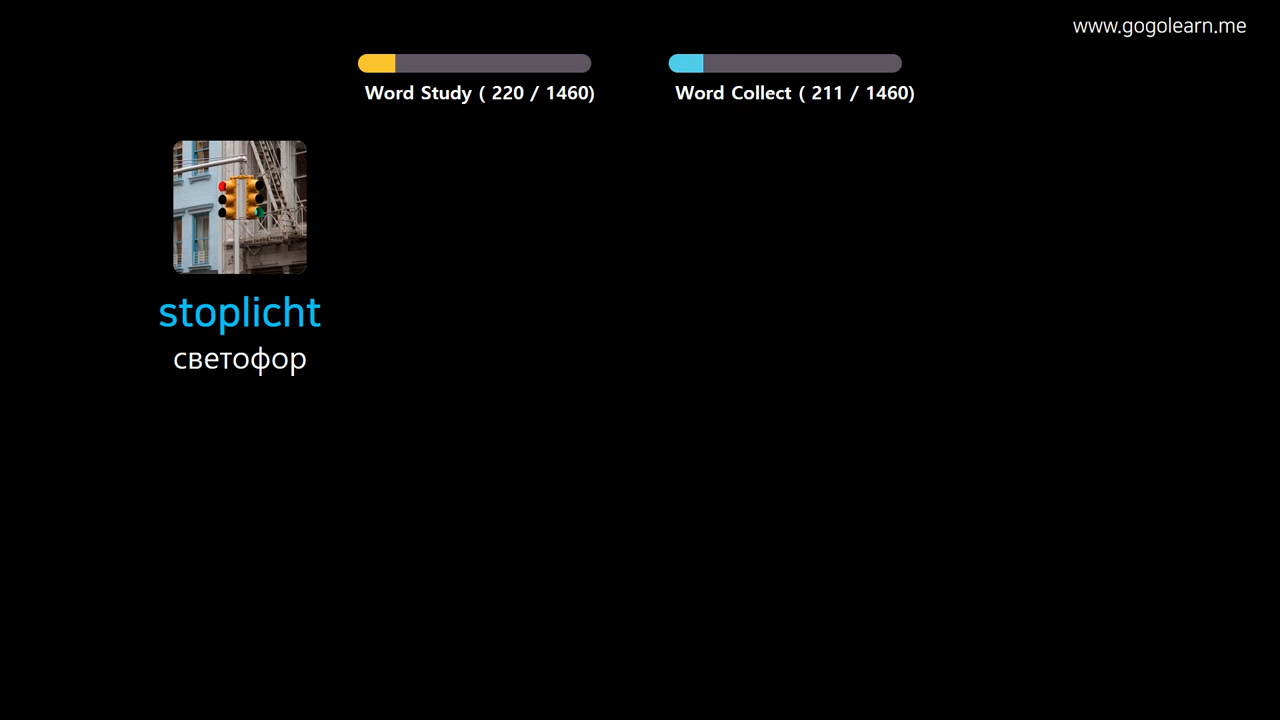 www.gogolearn.me
Word Study ( 220 / 1460)
Word Collect ( 211 / 1460)
stoplicht
светофор